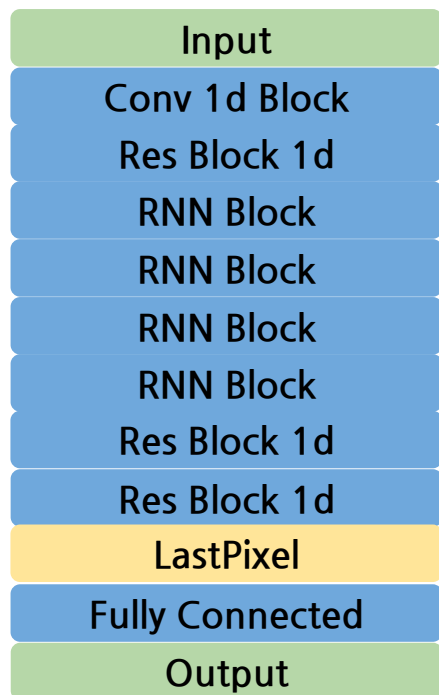 Input
Conv 1d Block
Res Block 1d
RNN Block
RNN Block
RNN Block
RNN Block
Res Block 1d
Res Block 1d
LastPixel
Fully Connected
Output